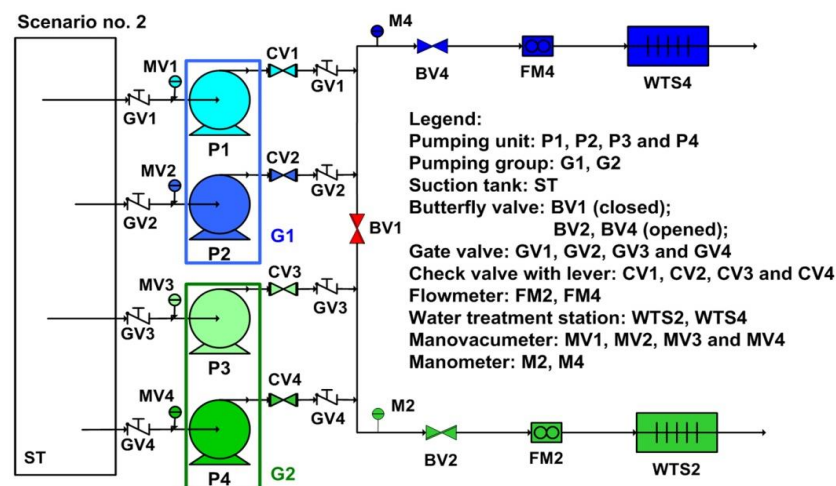 Scenario no. 2
M4
MV1
CV1
GV1
GV1
P1
BV4
FM4
WTS4
MV2
CV2
GV2
GV2
P2
G1
BV1
Legend:
Pumping unit: P1, P2, P3 and P4
Pumping group: G1, G2
Suction tank: ST
Butterfly valve: BV1 (closed);
BV2, BV4 (opened);
Gate valve: GV1, GV2, GV3 and GV4
Check valve with lever: CV1, CV2, CV3 and CV4
Flowmeter: FM2, FM4
Water treatment station: WTS2, WTS4
Manovacumeter: MV1, MV2, MV3 and MV4
Manometer: M2, M4
MV3
CV3
GV3
GV3
P3
MV4
CV4
GV4
GV4
P4
G2
ST
M2
BV2
FM2
WTS2